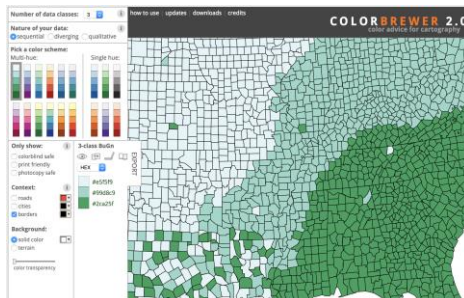 Number of data classes: 3
how to use | updates | downloads | credits
COLORBREWER 2.0
color advice for cartography
Nature of your data:
sequential diverging qualitative
Pick a color scheme:
Multi-hue: Single hue:
Only show:
colorblind safe
print friendly
photocopy safe
3-class BuGn
EXPORT
HEX
#e5f5f9
#99d8c9
#2ca25f
Context:
roads
cities
borders
Background:
solid color
terrain
color transparency